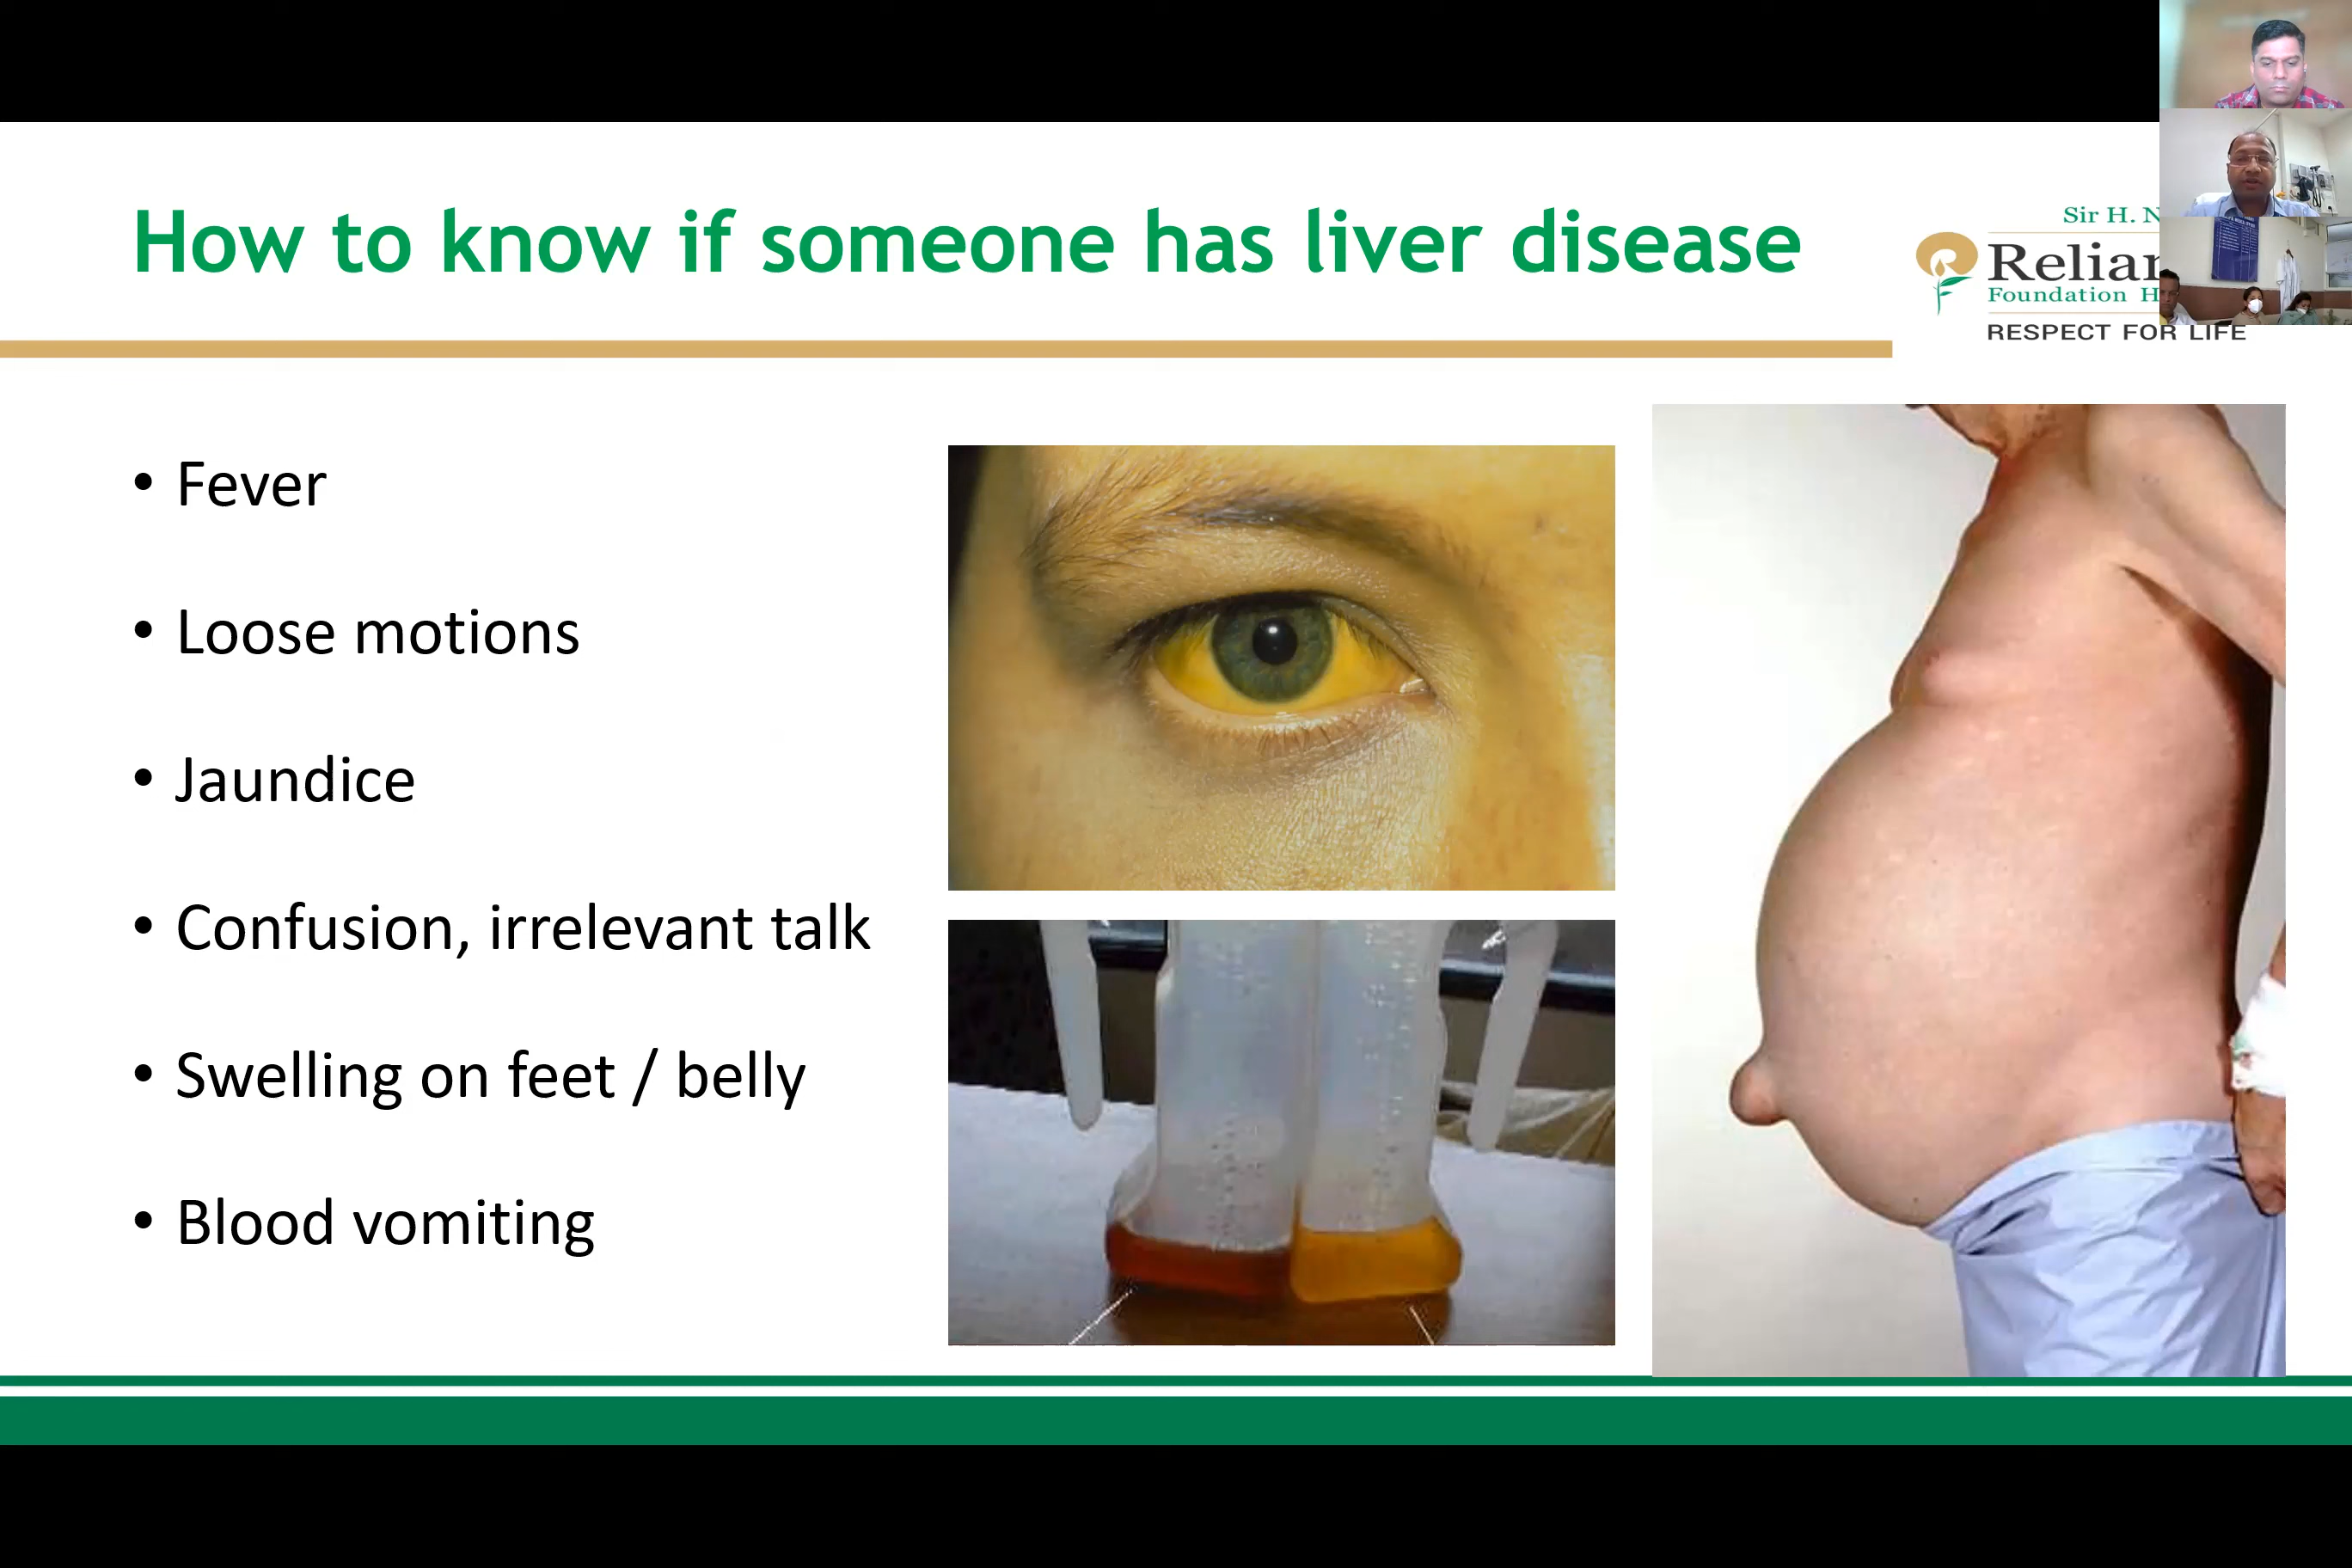 How to know if someone has liver disease
Sir H.
Foundation
RESPECT FOR LIFE
• Fever
• Loose motions
• Jaundice
• Confusion, irrelevant talk
• Swelling on feet / belly
• Blood vomiting